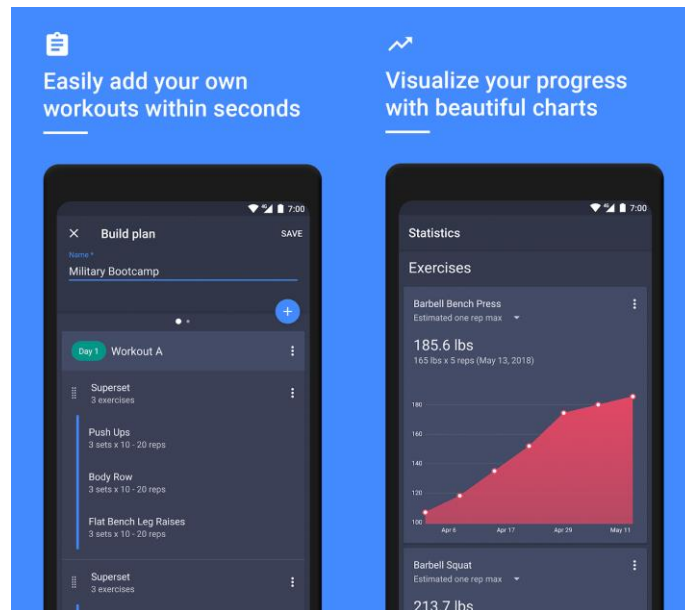 Easily add your own
workouts within seconds
4G 7:00
Build plan
SAVE
Name *
Military Bootcamp
Day 1 Workout A
Superset
3 exercises
Push Ups
3 sets x 10 - 20 reps
Body Row
3 sets x 10 - 20 reps
Flat Bench Leg Raises
3 sets x 10 - 20 reps
Superset
3 exercises
Visualize your progress
with beautiful charts
4G 7:00
Statistics
Exercises
Barbell Bench Press
Estimated one rep max
185.6 lbs
165 lbs x 5 reps (May 13, 2018)
180
160
140
120
100
Apr 6 Apr 17 Apr 29 May 11
Barbell Squat
Estimated one rep max
213.7 lbs